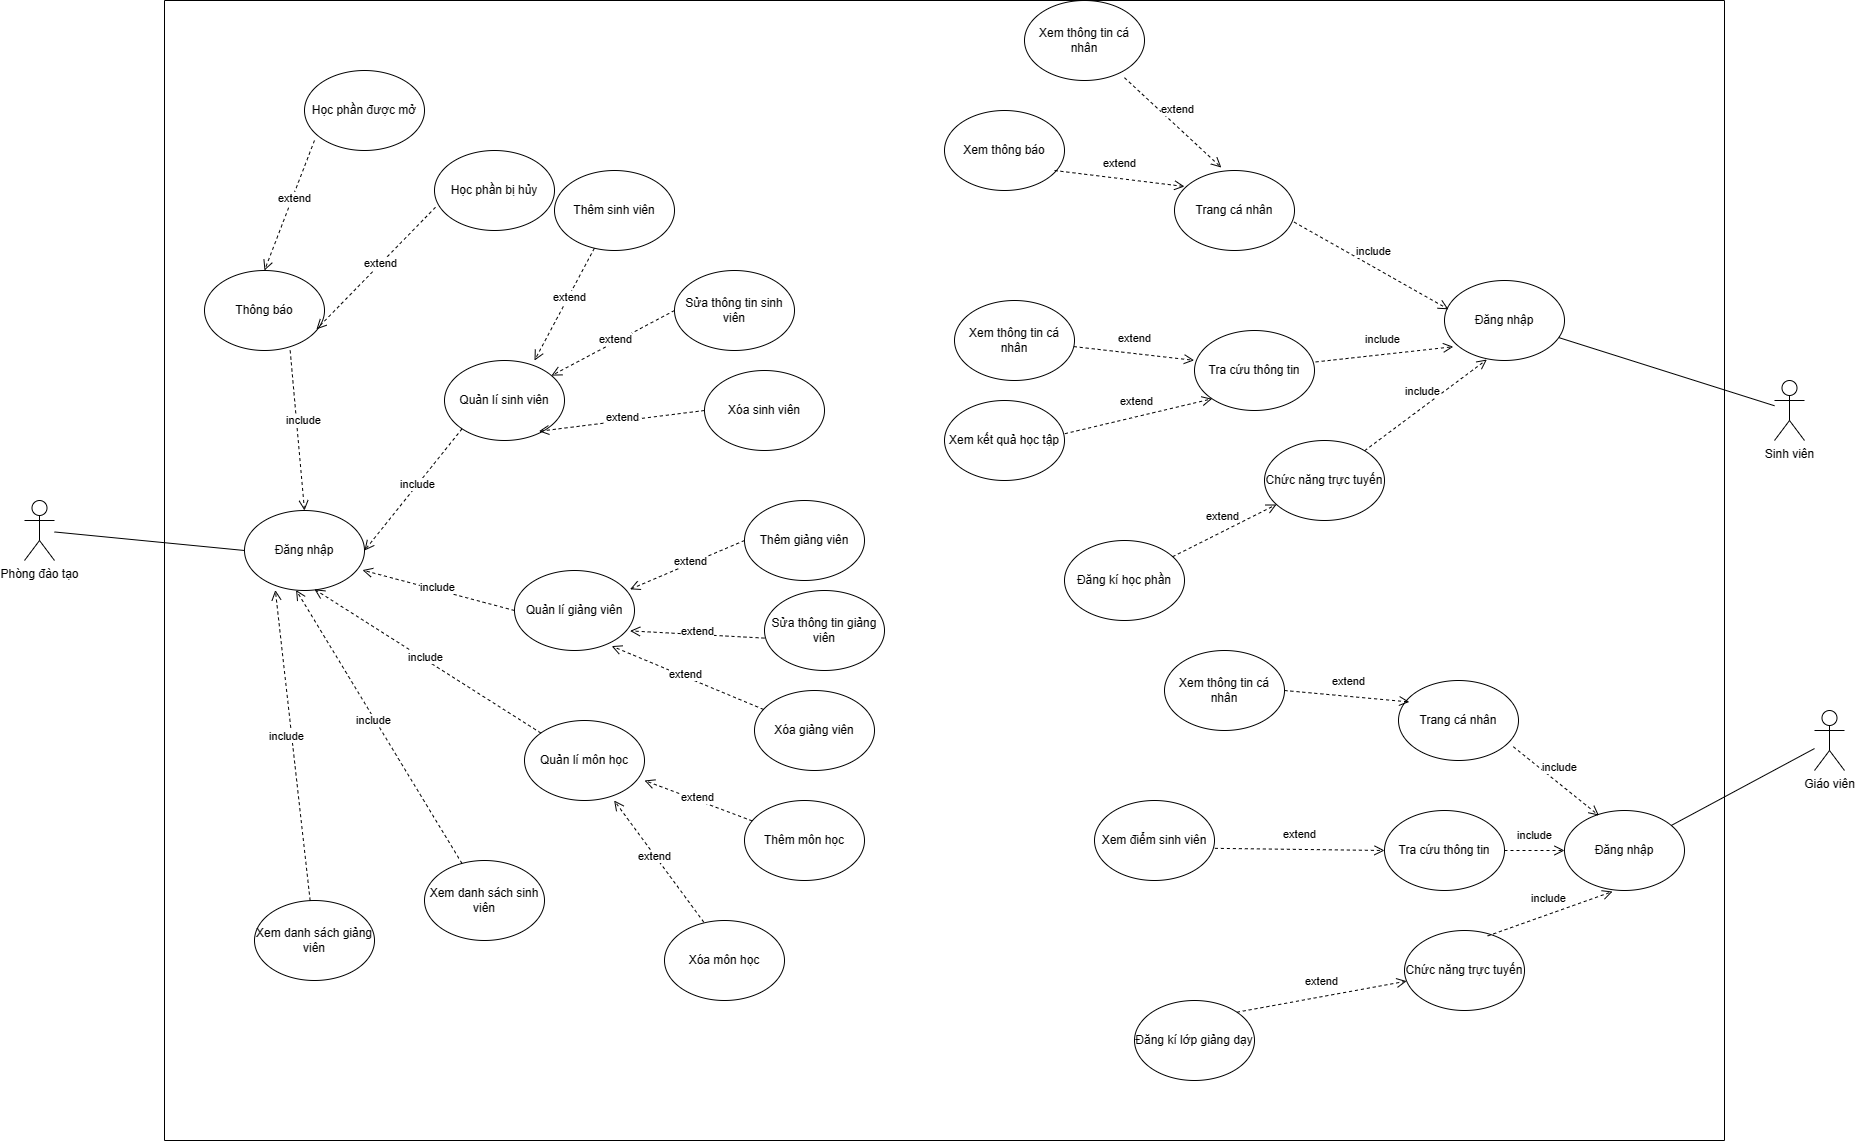 Xem thông tin cá
nhân
Học phần được mở
extend
Xem thông báo
extend
Học phần bị hủy
Thêm sinh viên
Trang cá nhân
extend
include
extend
extend
Thông báo
Sửa thông tin sinh
viên
extend
Quản lí sinh viên
extend
Xóa sinh viên
include
include
Đăng nhập
Xem thông tin cá
nhân
extend
Tra cứu thông tin
include
include
extend
Xem kết quả học tập
Chức năng trực tuyến
extend
Đăng kí học phần
Sinh viên
Phòng đào tạo
Đăng nhập
Thêm giảng viên
extend
include
Quản lí giảng viên
extend
Sửa thông tin giảng
viên
extend
Xóa giảng viên
include
include
include
Quản lí môn học
extend
Thêm môn học
extend
Xem danh sách sinh
viên
Xem danh sách giảng
viên
Xóa môn học
Xem thông tin cá
nhân
extend
Trang cá nhân
include
Giáo viên
Xem điểm sinh viên
extend
Tra cứu thông tin
include
Đăng nhập
include
Chức năng trực tuyến
extend
Đăng kí lớp giảng dạy